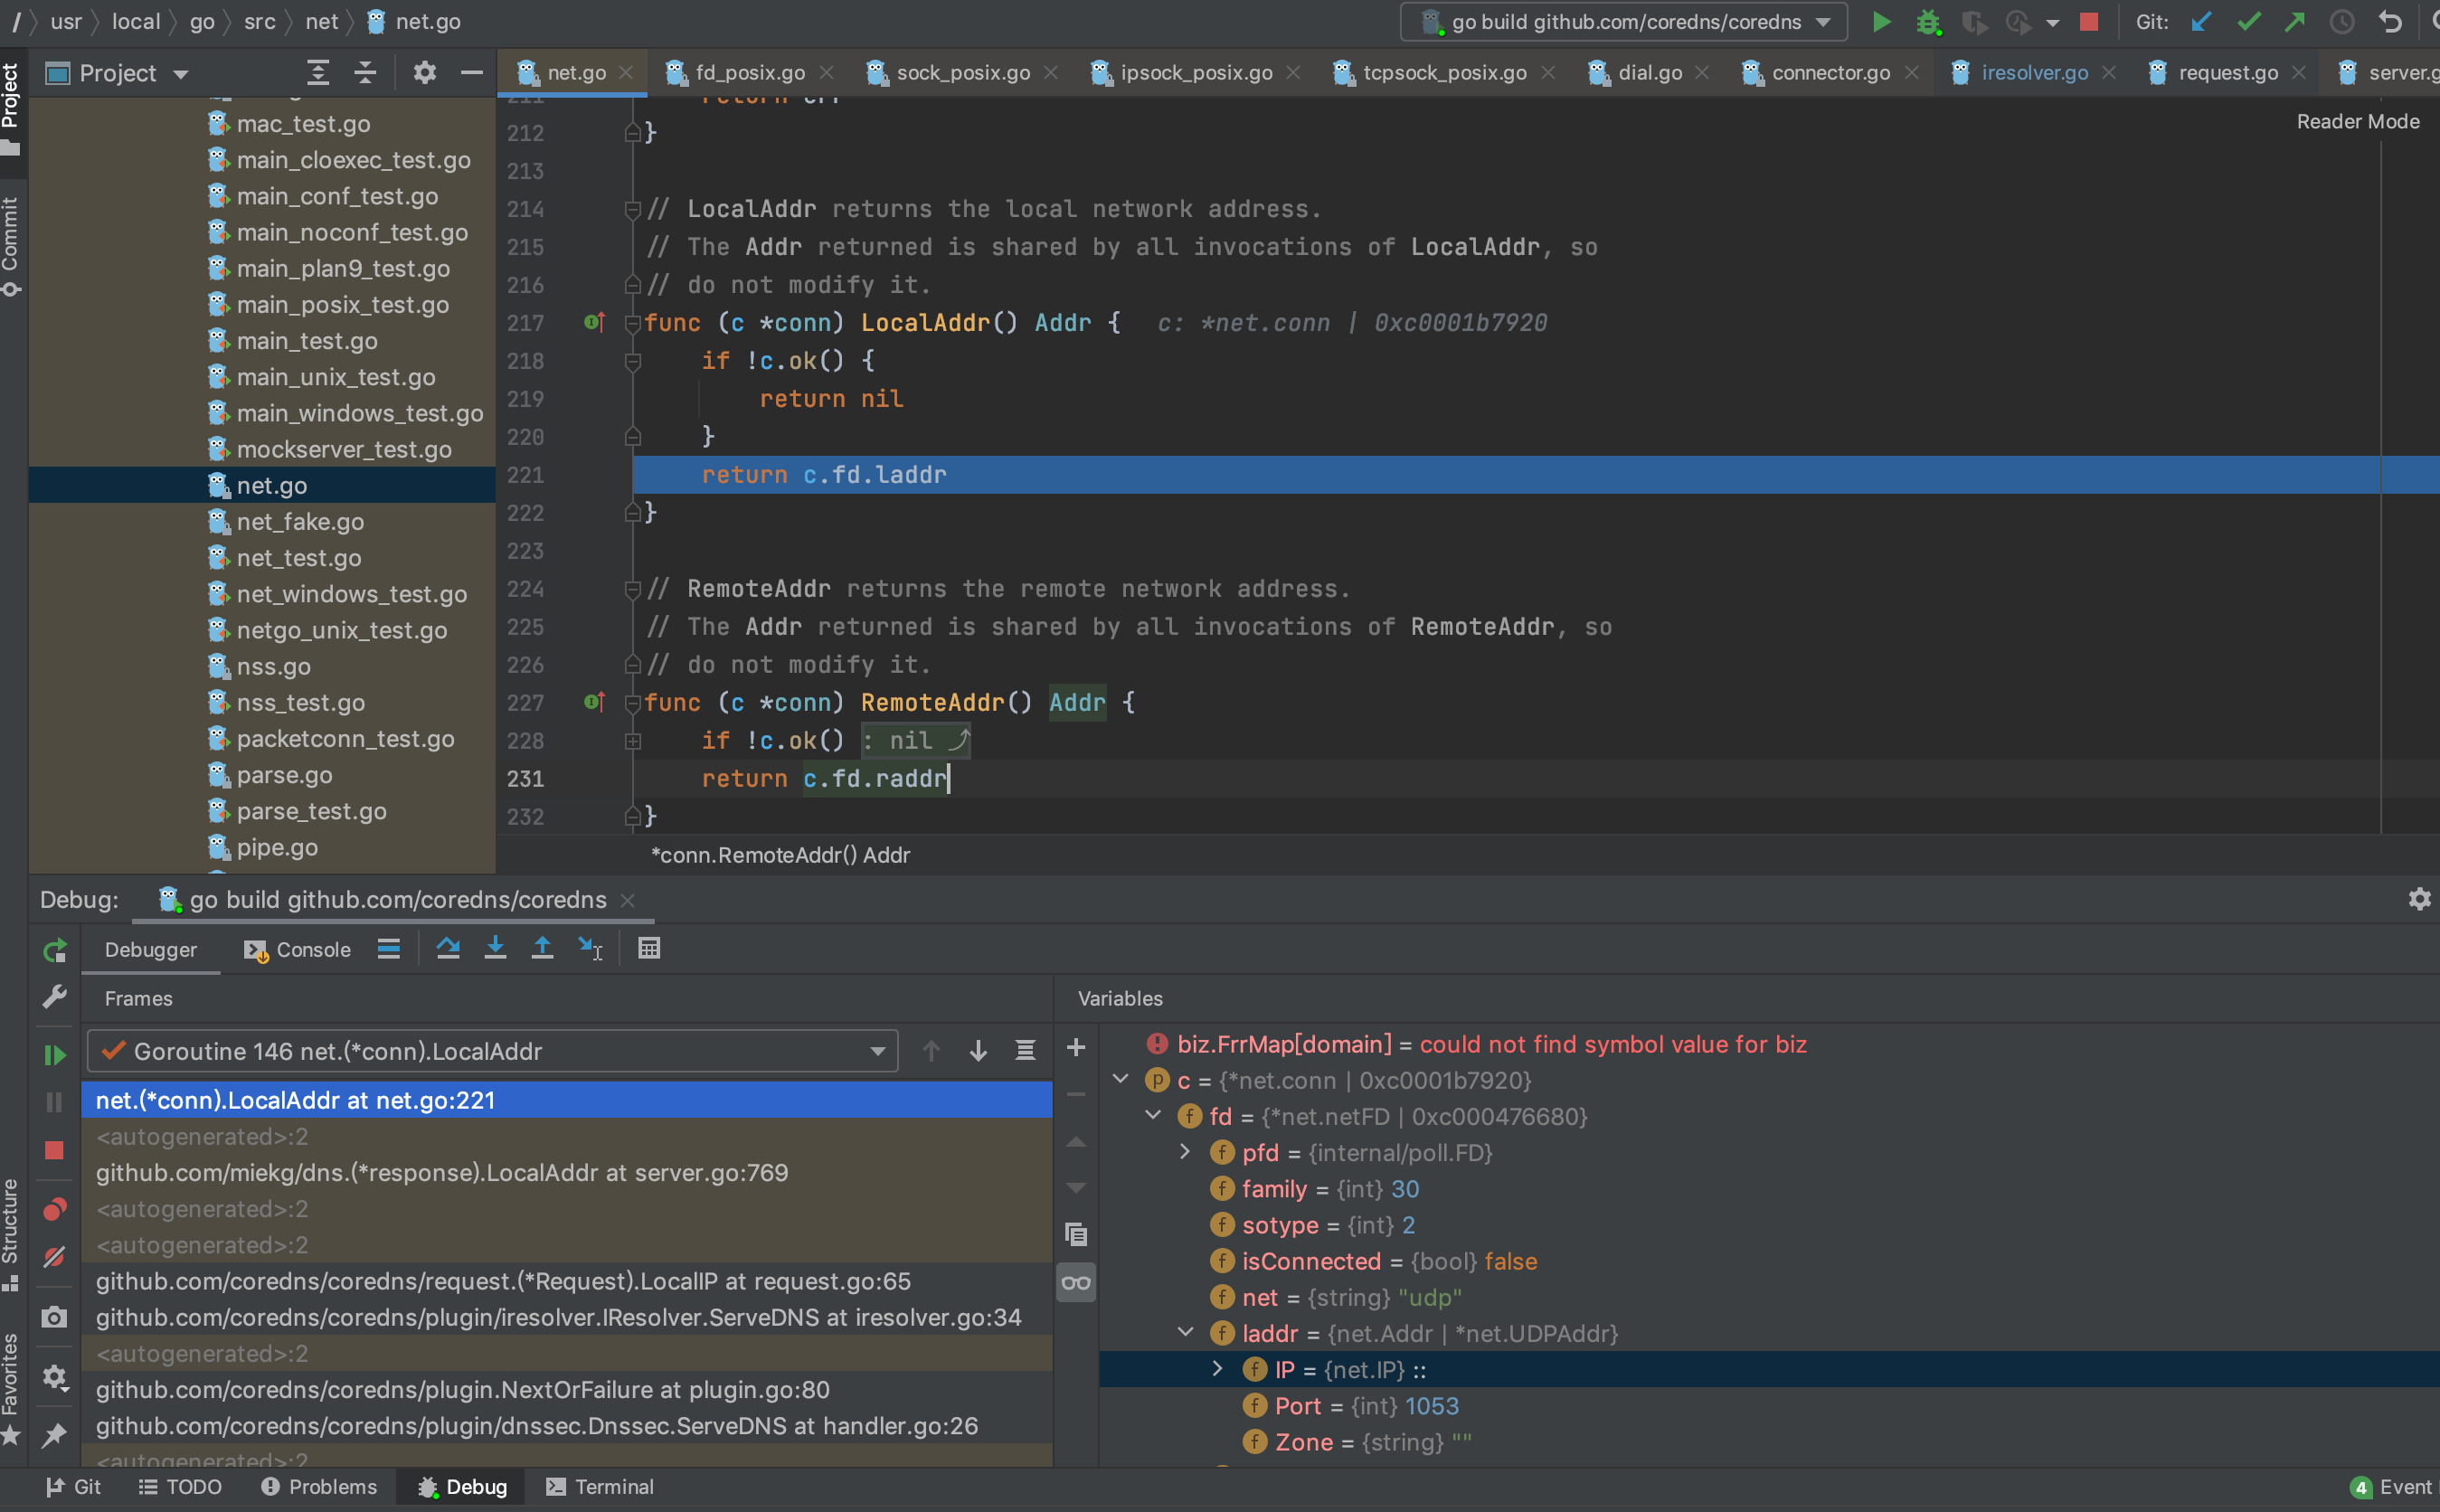 / usr local go src net net.go
go build github.com/coredns/coredns
Git:
Project
net.go fd_posix.go sock_posix.go ipsock_posix.go tcpsock_posix.go dial.go connector.go iresolver.go request.go server.g
Reader Mode
Project
Commit
Structure
Favorites
mac_test.go
main_cloexec_test.go
main_conf_test.go
main_noconf_test.go
main_plan9_test.go
main_posix_test.go
main_test.go
main_unix_test.go
main_windows_test.go
mockserver_test.go
net.go
net_fake.go
net_test.go
net_windows_test.go
netgo_unix_test.go
nss.go
nss_test.go
packetconn_test.go
parse.go
parse_test.go
pipe.go
211 return err
212 }
213
214 // LocalAddr returns the local network address.
215 // The Addr returned is shared by all invocations of LocalAddr, so
216 // do not modify it.
217 func (c *conn) LocalAddr() Addr { c: *net.conn | 0xc0001b7920
218 if !c.ok() {
219 return nil
220 }
221 return c.fd.laddr
222 }
223
224 // RemoteAddr returns the remote network address.
225 // The Addr returned is shared by all invocations of RemoteAddr, so
226 // do not modify it.
227 func (c *conn) RemoteAddr() Addr {
228 if !c.ok() : nil
231 return c.fd.raddr
232 }
*conn.RemoteAddr() Addr
Debug: go build github.com/coredns/coredns
Debugger Console
Frames
Goroutine 146 net.(*conn).LocalAddr
net.(*conn).LocalAddr at net.go:221
<autogenerated>:2
github.com/miekg/dns.(*response).LocalAddr at server.go:769
<autogenerated>:2
<autogenerated>:2
github.com/coredns/coredns/request.(*Request).LocalIP at request.go:65
github.com/coredns/coredns/plugin/iresolver.IResolver.ServeDNS at iresolver.go:34
<autogenerated>:2
github.com/coredns/coredns/plugin.NextOrFailure at plugin.go:80
github.com/coredns/coredns/plugin/dnssec.Dnssec.ServeDNS at handler.go:26
<autogenerated>:2
Variables
biz.FrrMap[domain] = could not find symbol value for biz
c = {*net.conn | 0xc0001b7920}
fd = {*net.netFD | 0xc000476680}
pfd = {internal/poll.FD}
family = {int} 30
sotype = {int} 2
isConnected = {bool} false
net = {string} "udp"
laddr = {net.Addr | *net.UDPAddr}
IP = {net.IP} ::
Port = {int} 1053
Zone = {string} ""
Git TODO Problems Debug Terminal
4 Event